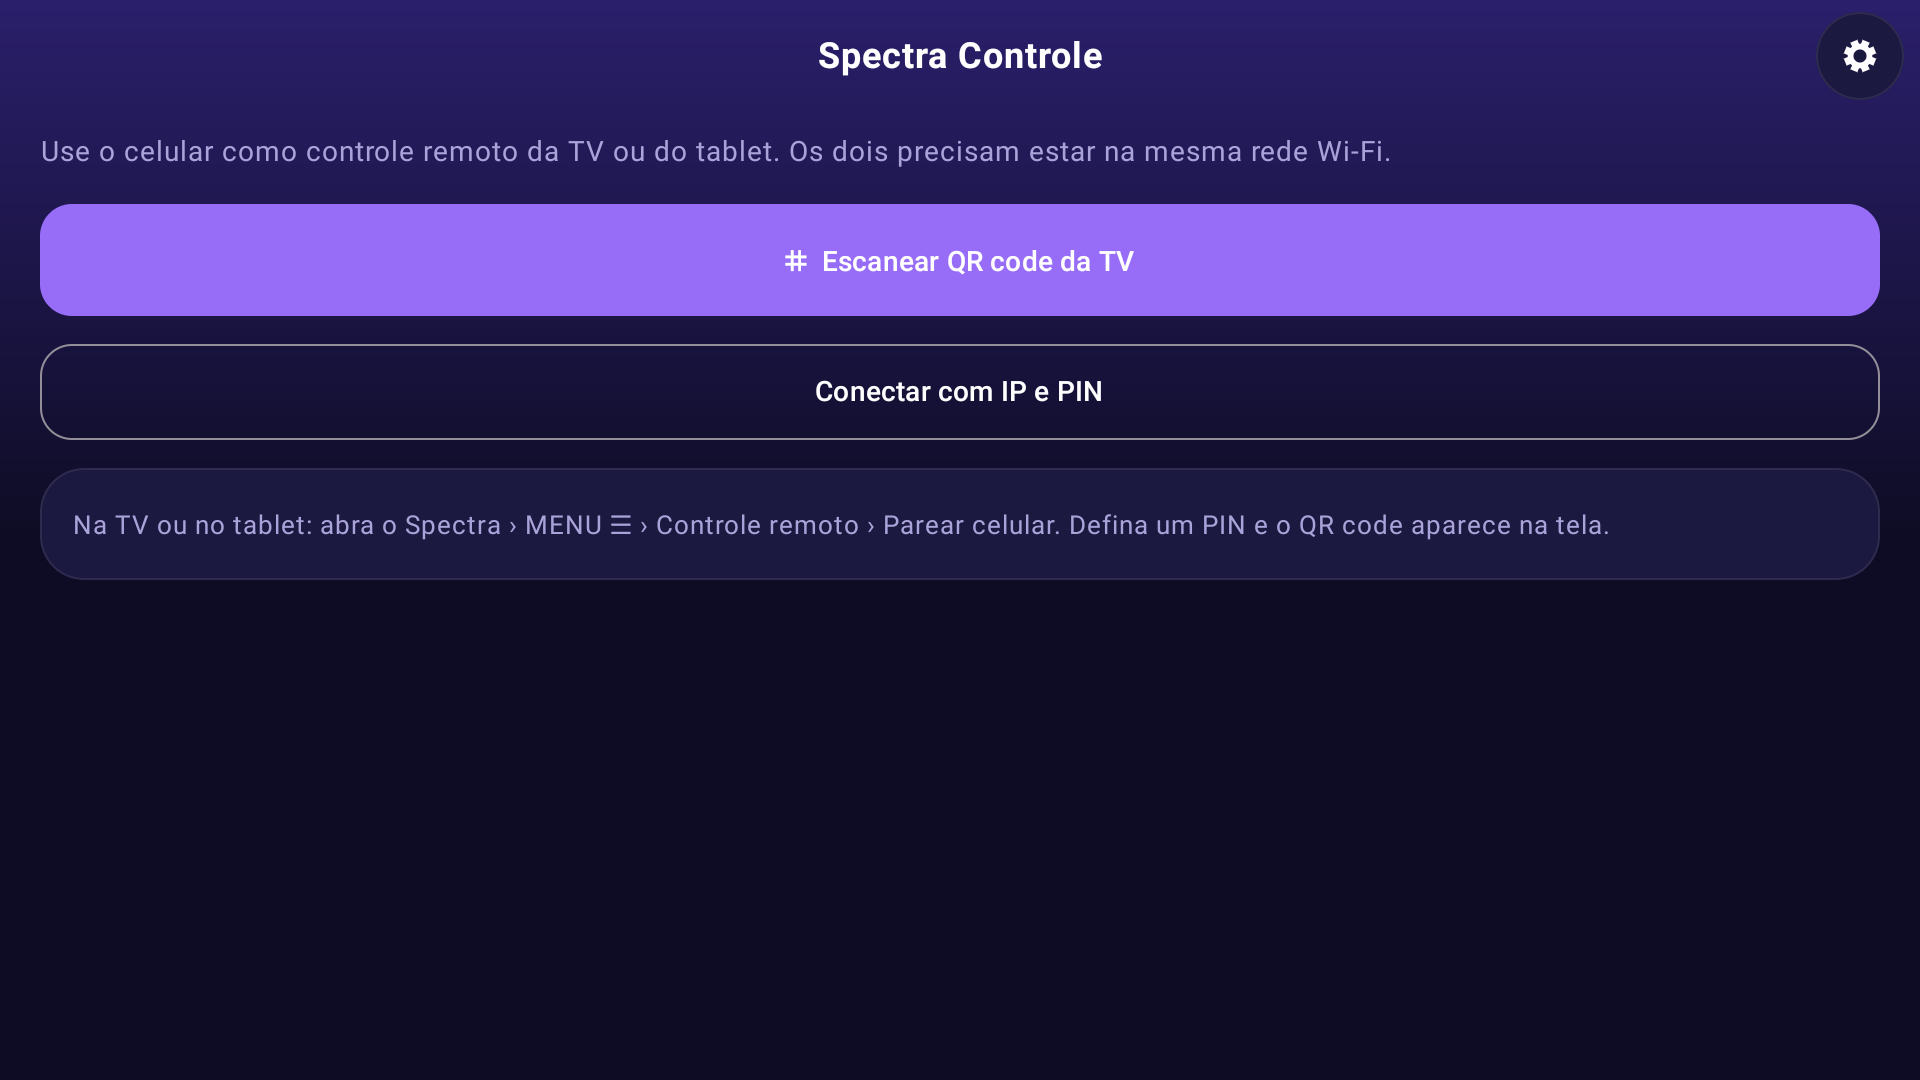 Spectra Controle
Use o celular como controle remoto da TV ou do tablet. Os dois precisam estar na mesma rede Wi-Fi.
# Escanear QR code da TV
Conectar com IP e PIN
Na TV ou no tablet: abra o Spectra › MENU ☰ › Controle remoto › Parear celular. Defina um PIN e o QR code aparece na tela.